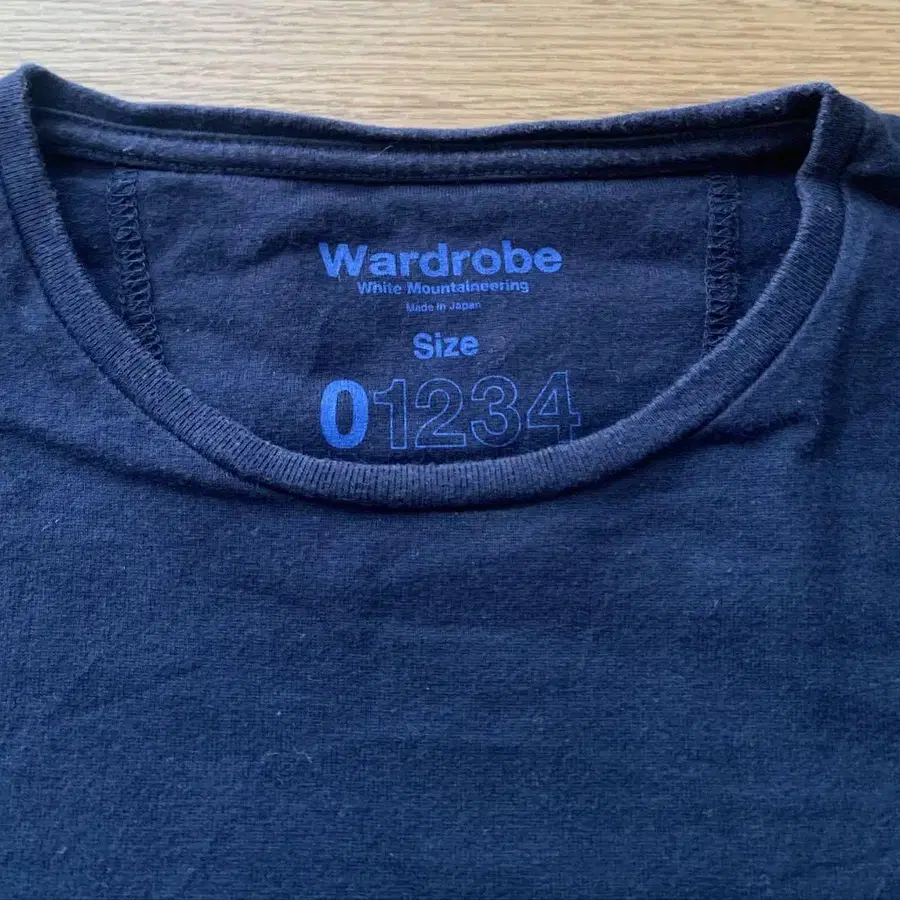 Wardrobe
White Mountaineering
Made in Japan
Size
01234